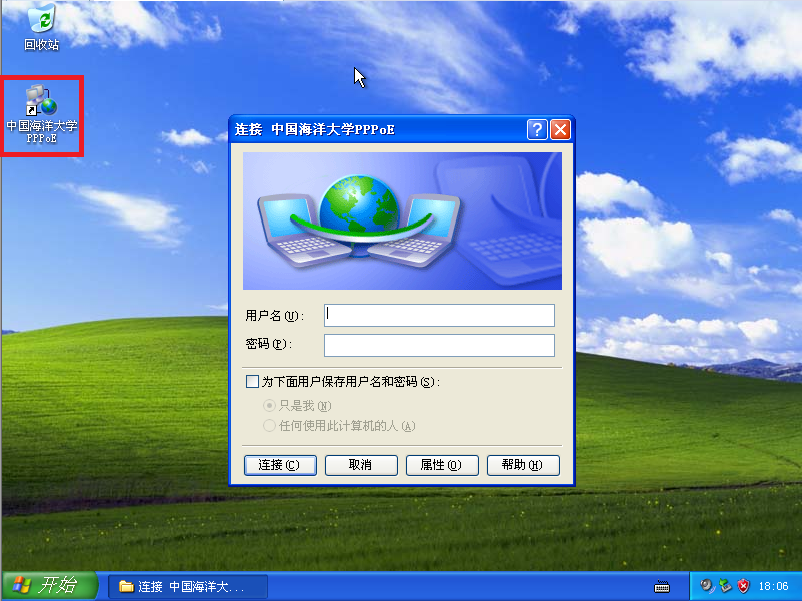 回收站
中国海洋大学
PPPoE
连接 中国海洋大学PPPoE
用户名(U):
密码(P):
为下面用户保存用户名和密码(S):
只是我(N)
任何使用此计算机的人(A)
连接(C)
取消
属性(O)
帮助(H)
开始
连接 中国海洋大...
18:06